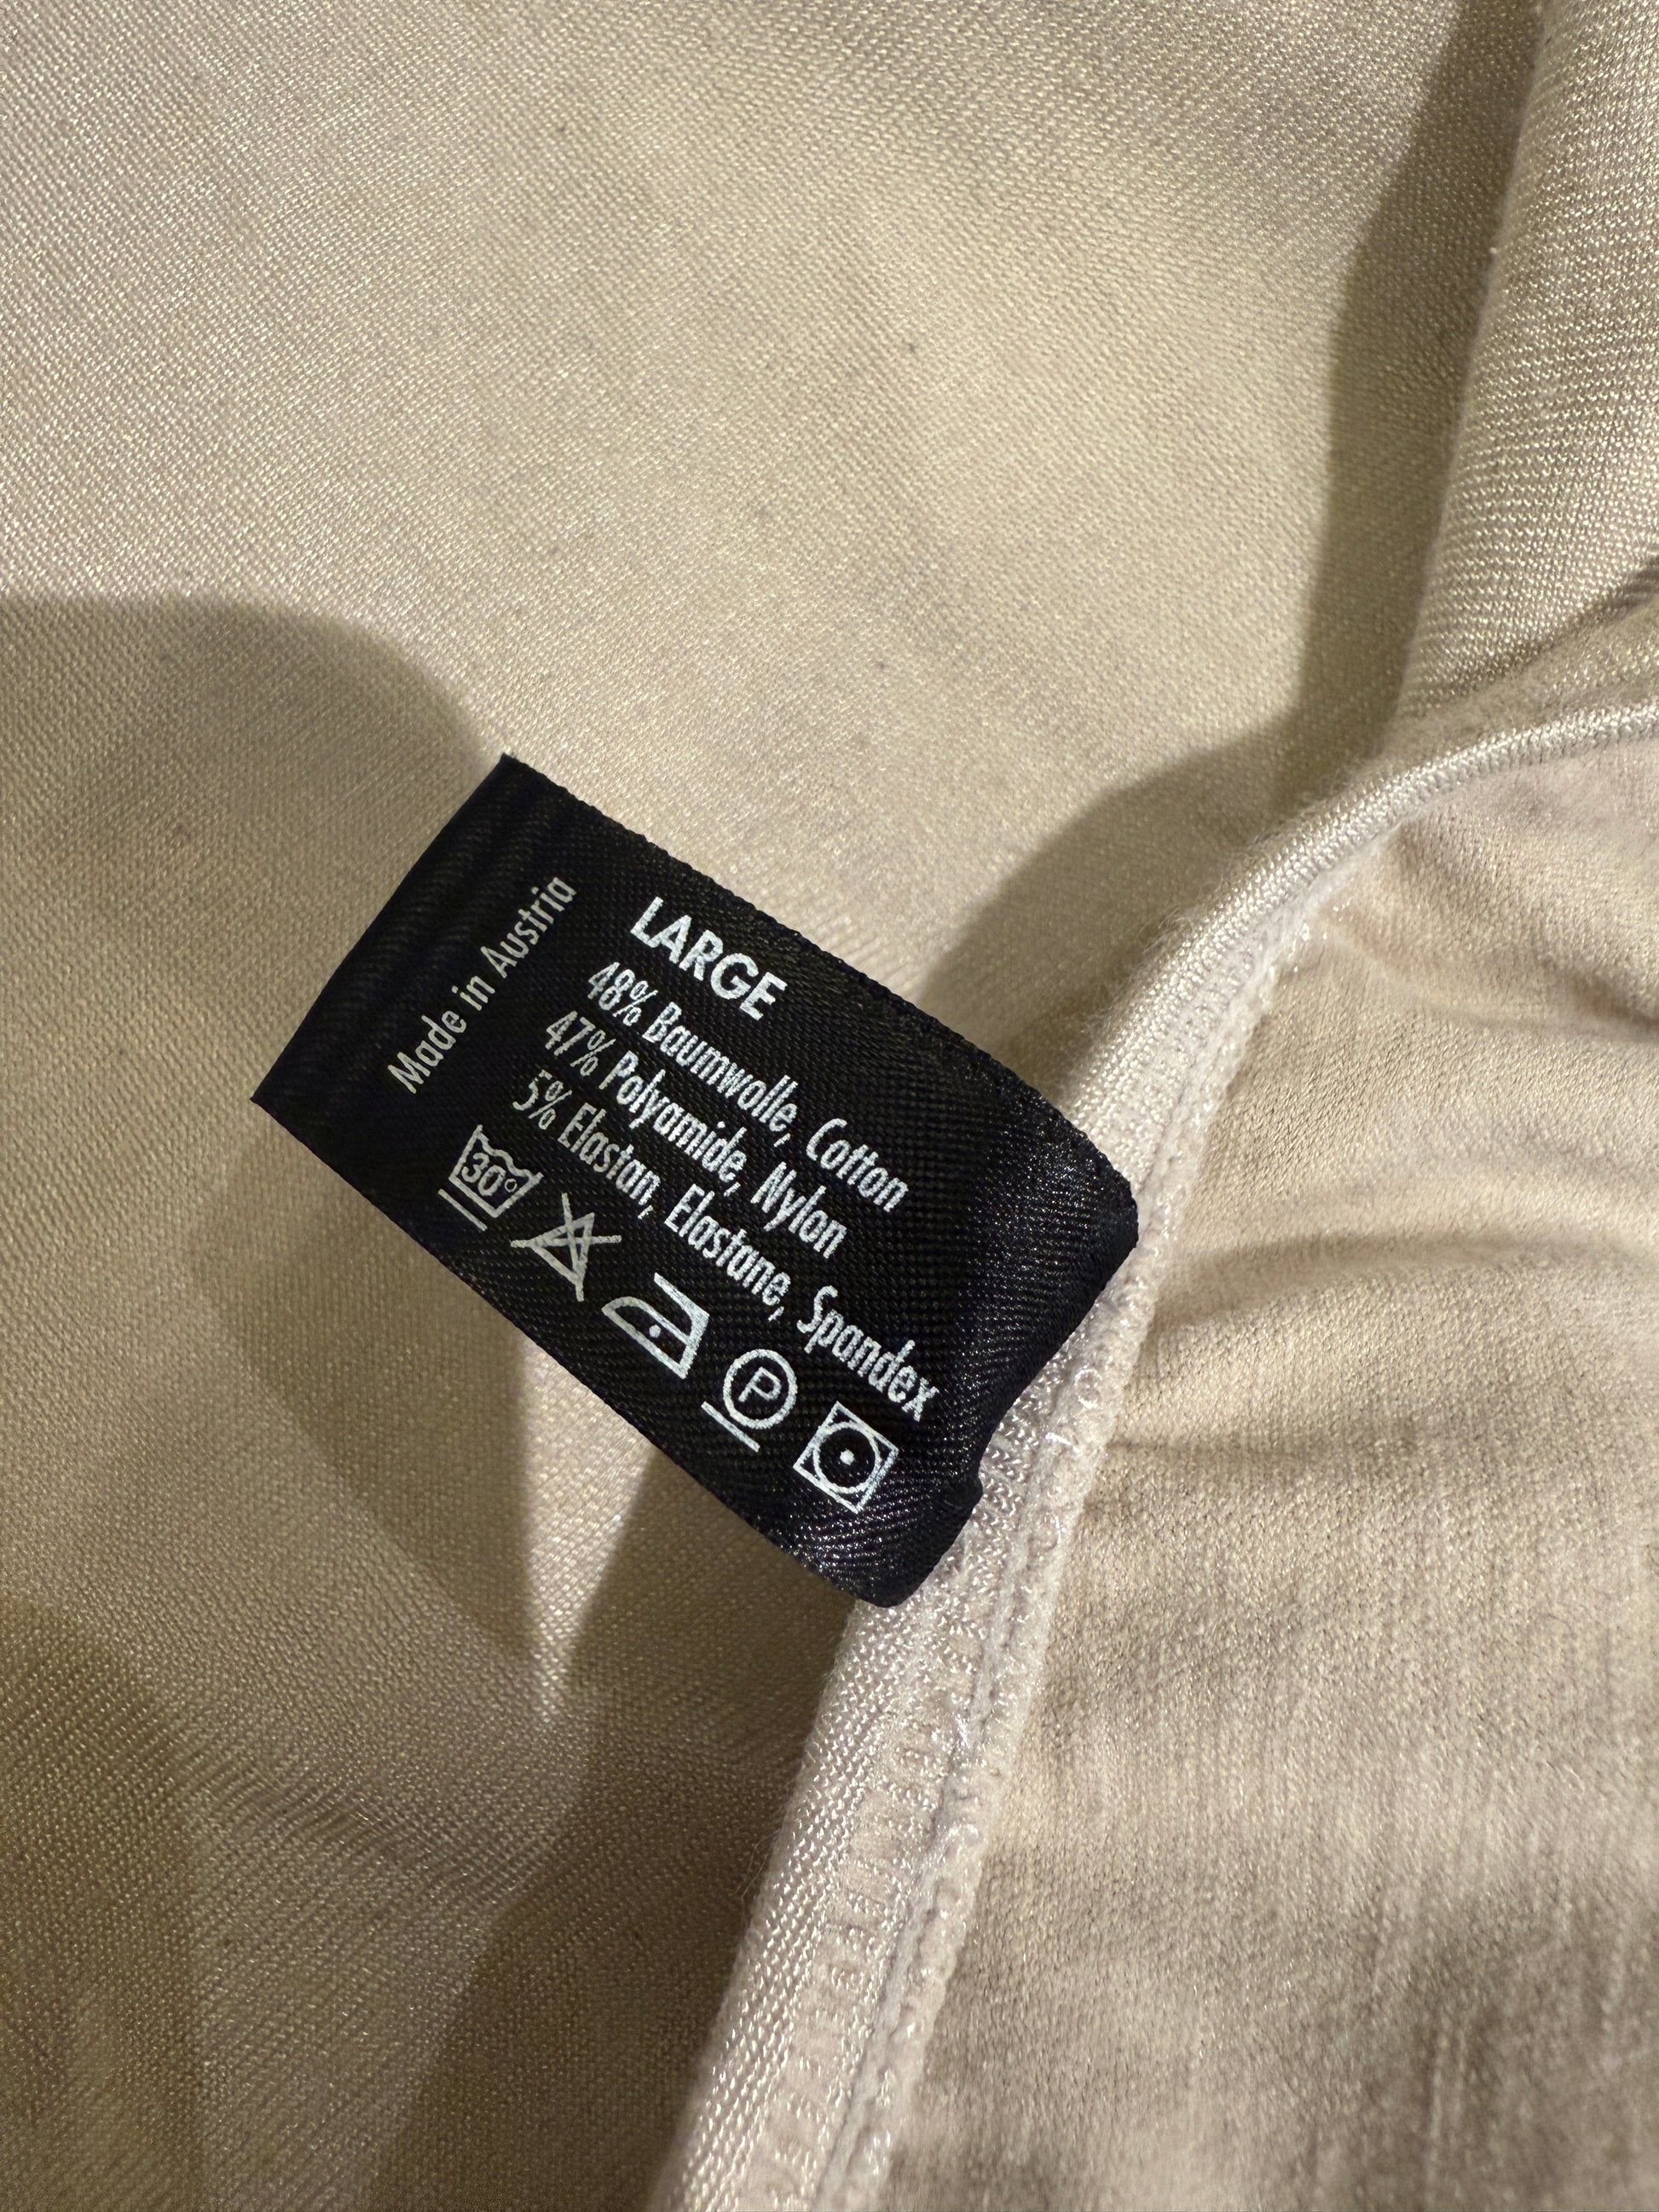 LARGE
48% Baumwolle, Cotton
47% Polyamide, Nylon
5% Elastan, Elastane, Spandex
30°
P
Made in Austria